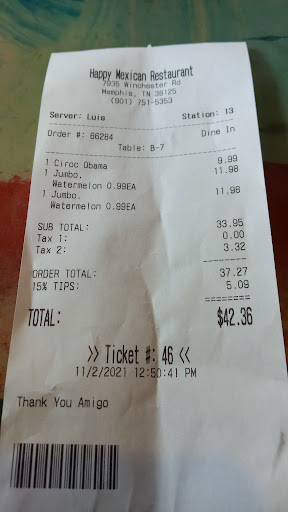 Happy Mexican Restaurant
7935 Winchester Rd
Memphis, TN 38125
(901) 751-5353
Server: Luis Station: 13
Order #: 66284 Dine In
Table: B-7
1 Ciroc Obama 9.99
1 Jumbo. 11.98
Watermelon 0.99EA
1 Jumbo. 11.98
Watermelon 0.99EA
SUB TOTAL: 33.95
Tax 1: 0.00
Tax 2: 3.32
ORDER TOTAL: 37.27
15% TIPS: 5.09
TOTAL: $42.36
>> Ticket #: 46 <<
11/2/2021 12:50:41 PM
Thank You Amigo